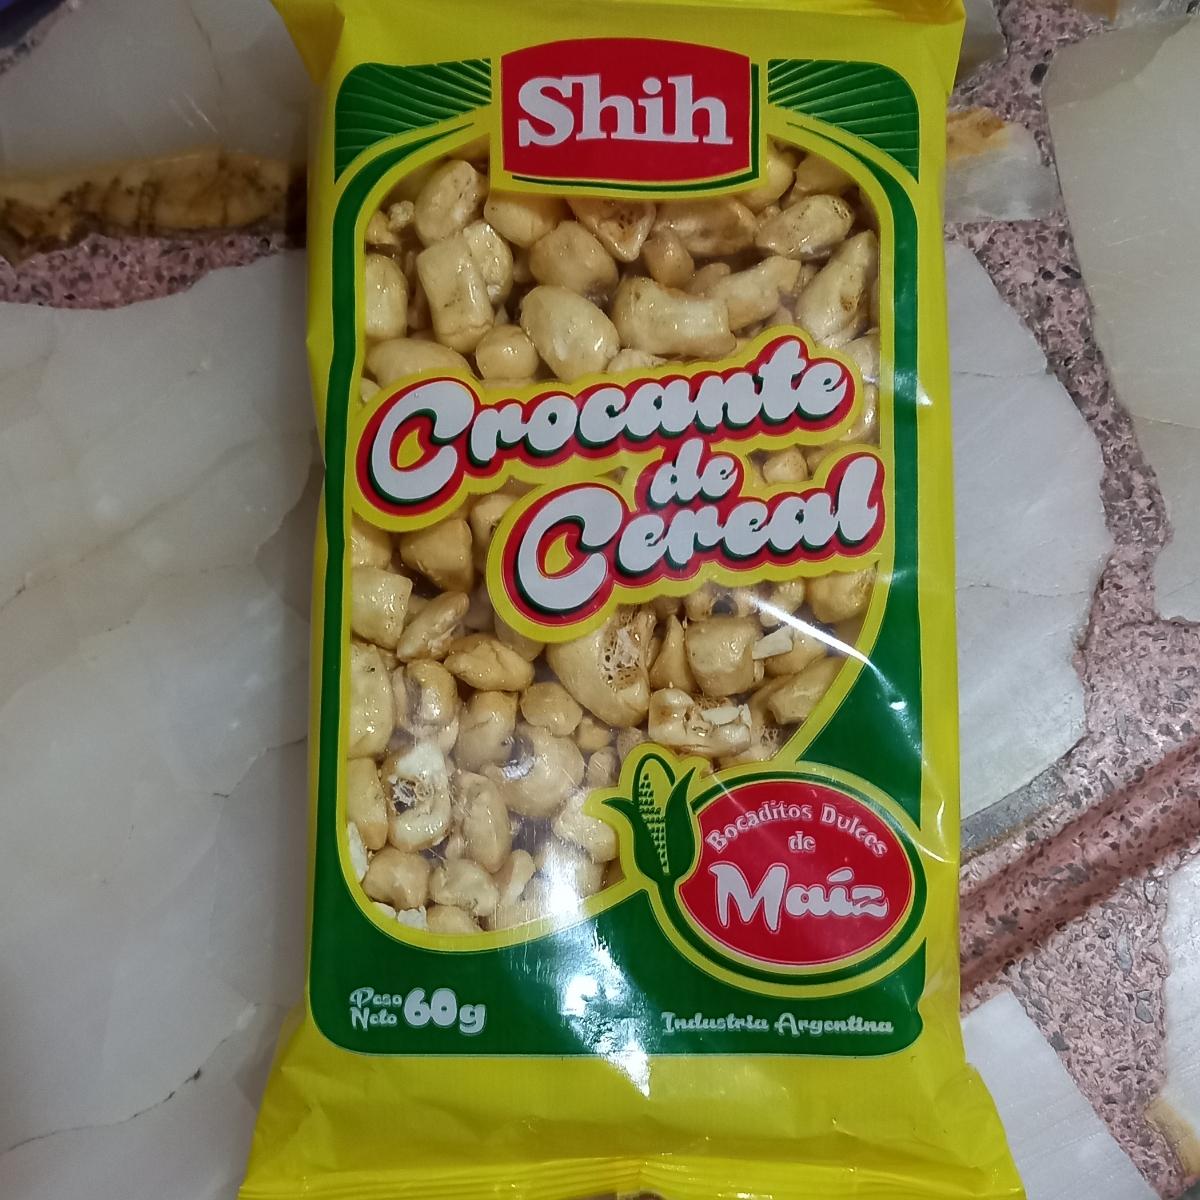 Shih
Crocante
de
Cereal
Bocaditos Dulces
de
Maíz
Peso
Neto 60g
Industria Argentina